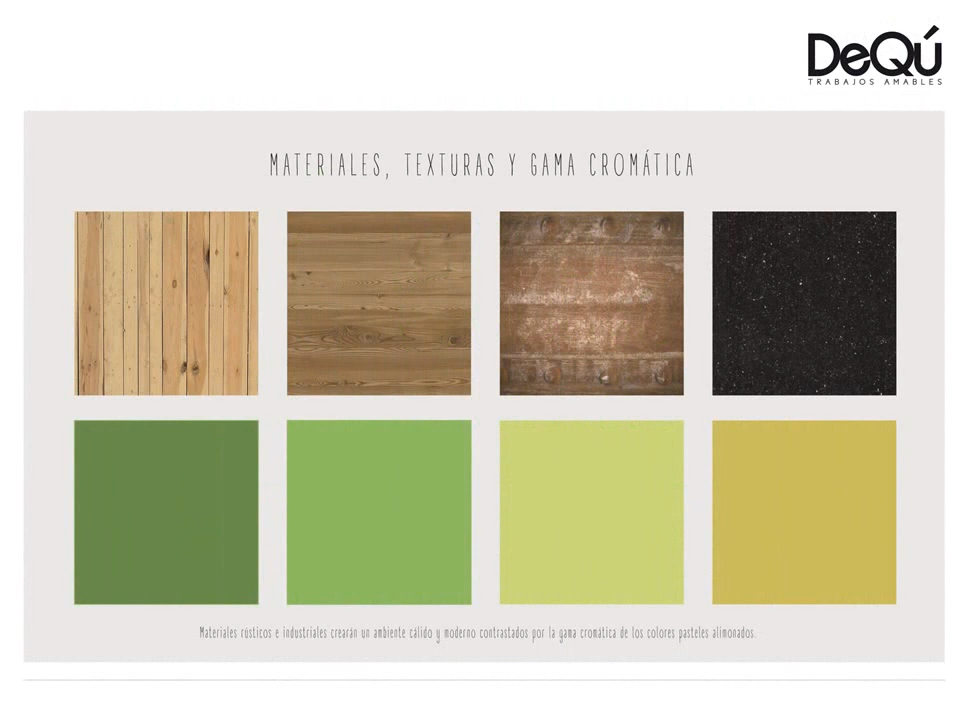 DeQú
TRABAJOS AMABLES
MATERIALES, TEXTURAS Y GAMA CROMÁTICA
Materiales rústicos e industriales crearán un ambiente cálido y moderno contrastados por la gama cromática de los colores pasteles alimonados.